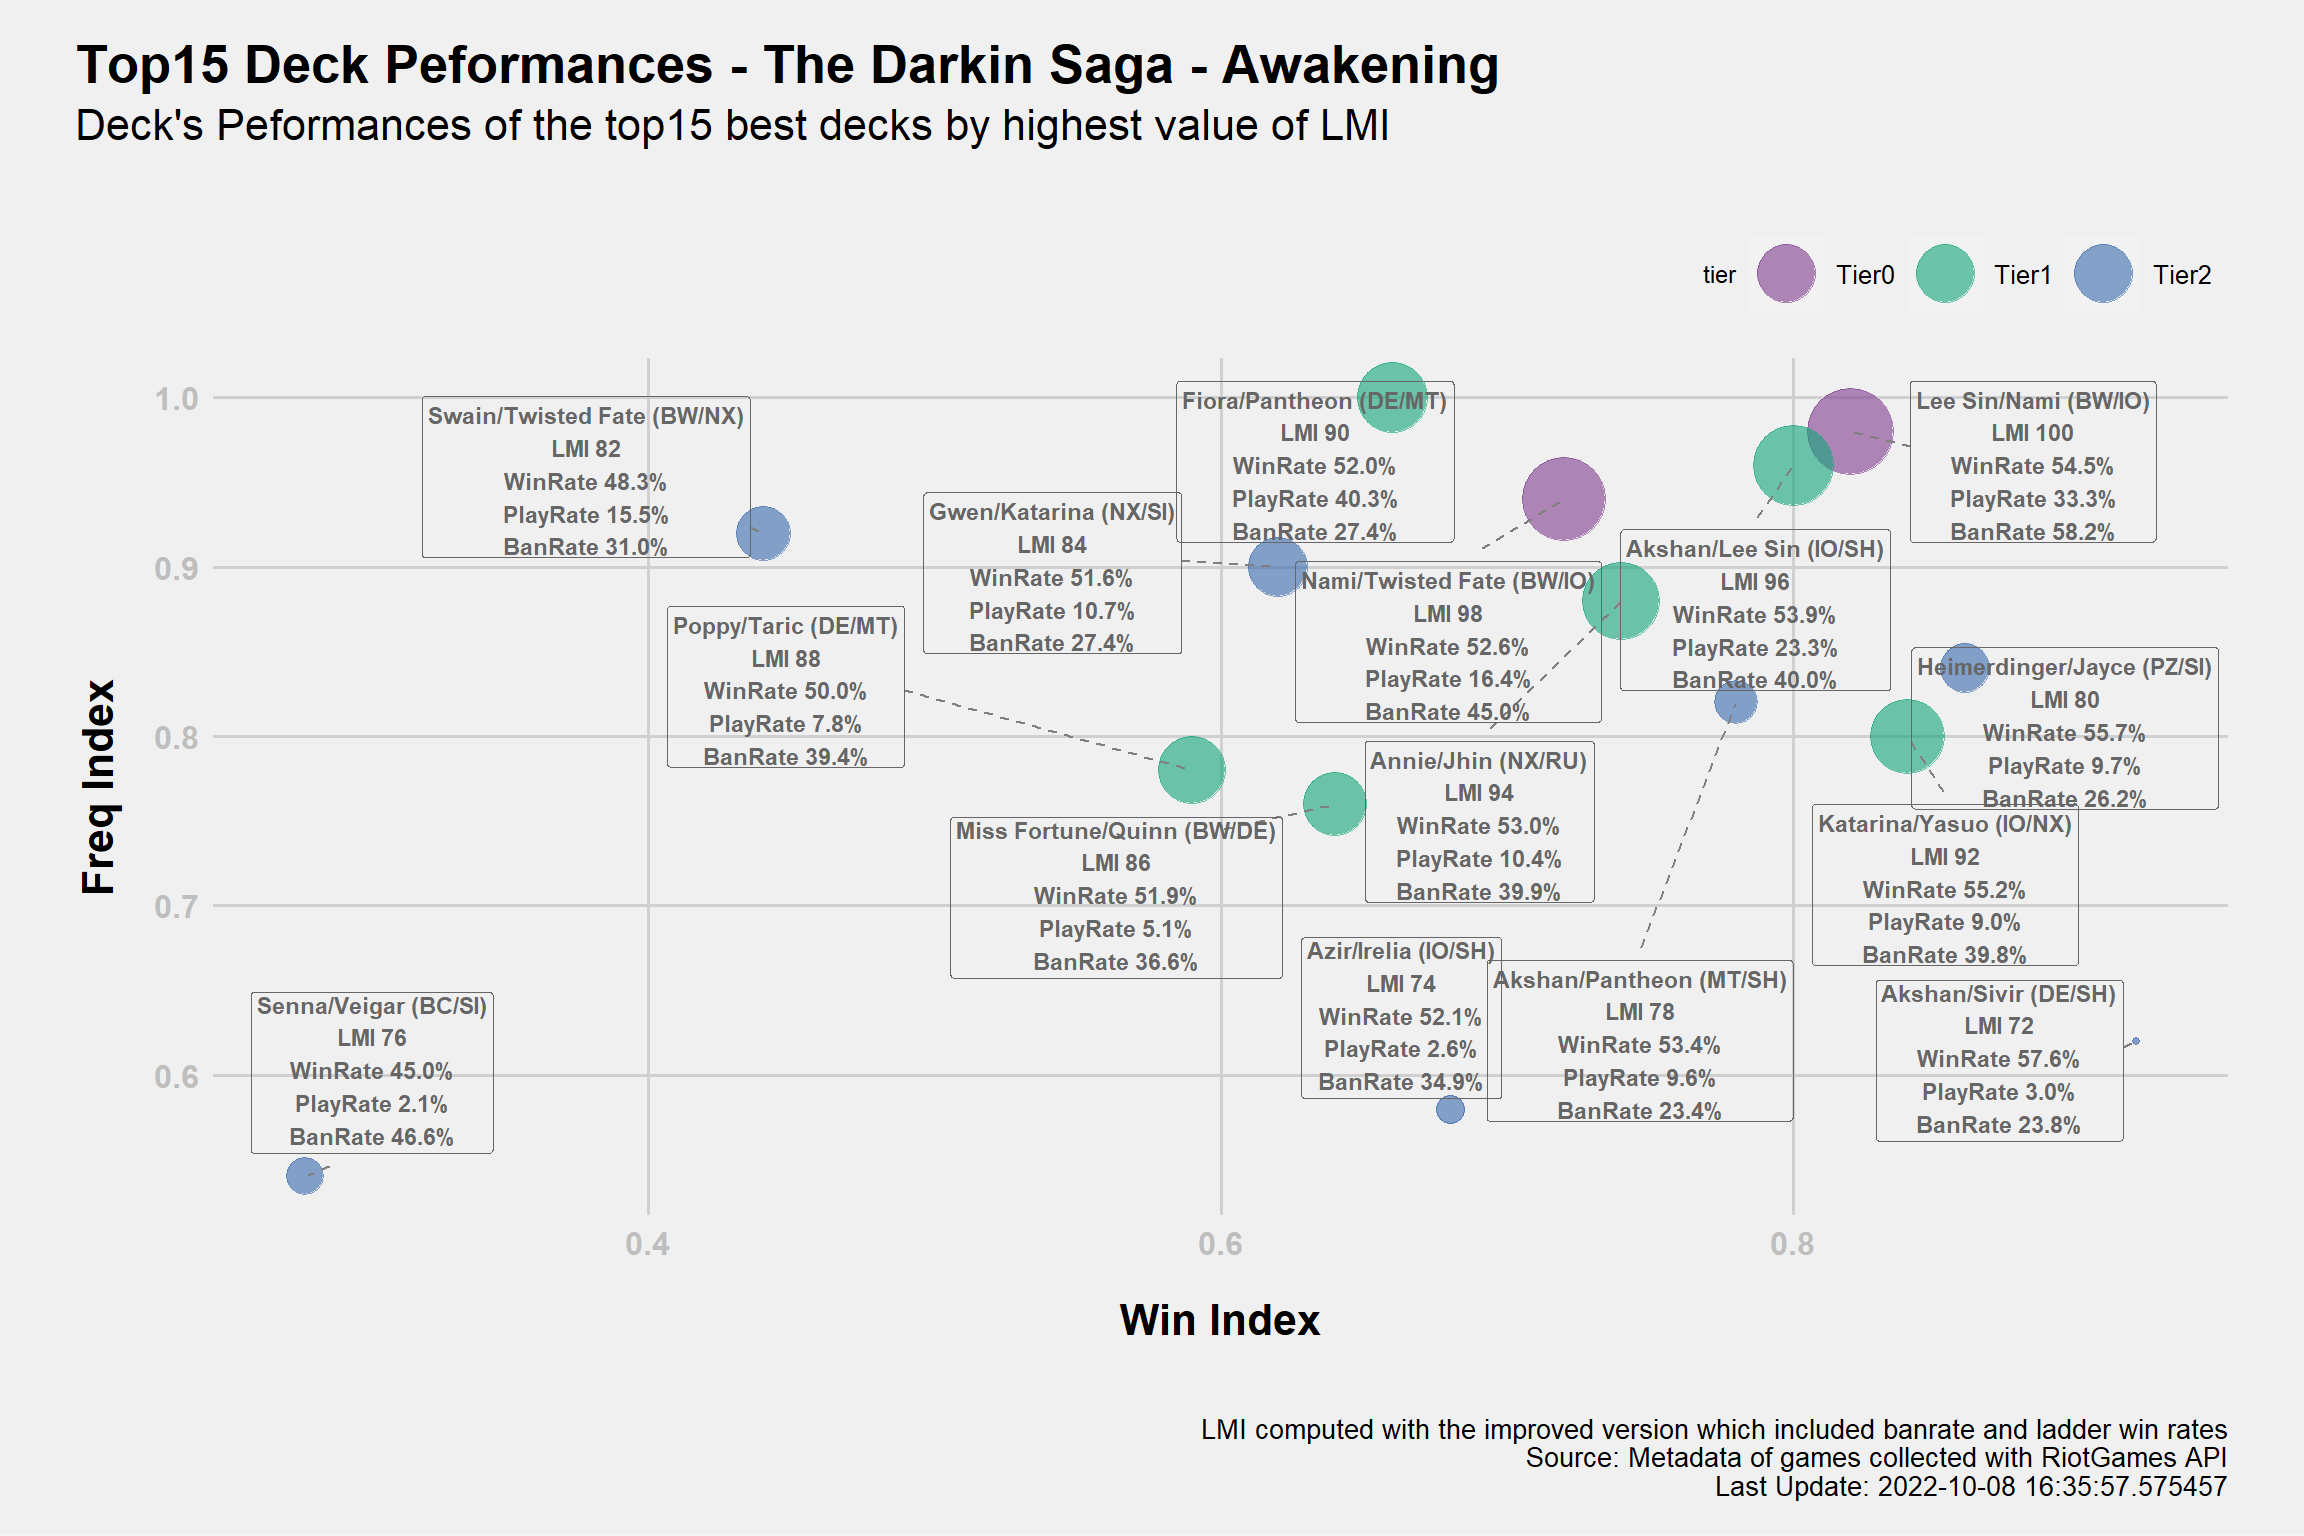 Top15 Deck Peformances - The Darkin Saga - Awakening
Deck's Peformances of the top15 best decks by highest value of LMI
tier Tier0 Tier1 Tier2
Freq Index
1.0
0.9
0.8
0.7
0.6
Swain/Twisted Fate (BW/NX)
LMI 82
WinRate 48.3%
PlayRate 15.5%
BanRate 31.0%
Fiora/Pantheon (DE/MT)
LMI 90
WinRate 52.0%
PlayRate 40.3%
BanRate 27.4%
Lee Sin/Nami (BW/IO)
LMI 100
WinRate 54.5%
PlayRate 33.3%
BanRate 58.2%
Gwen/Katarina (NX/SI)
LMI 84
WinRate 51.6%
PlayRate 10.7%
BanRate 27.4%
Akshan/Lee Sin (IO/SH)
LMI 96
WinRate 53.9%
PlayRate 23.3%
BanRate 40.0%
Nami/Twisted Fate (BW/IO)
LMI 98
WinRate 52.6%
PlayRate 16.4%
BanRate 45.0%
Poppy/Taric (DE/MT)
LMI 88
WinRate 50.0%
PlayRate 7.8%
BanRate 39.4%
Heimerdinger/Jayce (PZ/SI)
LMI 80
WinRate 55.7%
PlayRate 9.7%
BanRate 26.2%
Annie/Jhin (NX/RU)
LMI 94
WinRate 53.0%
PlayRate 10.4%
BanRate 39.9%
Katarina/Yasuo (IO/NX)
LMI 92
WinRate 55.2%
PlayRate 9.0%
BanRate 39.8%
Miss Fortune/Quinn (BW/DE)
LMI 86
WinRate 51.9%
PlayRate 5.1%
BanRate 36.6%
Azir/Irelia (IO/SH)
LMI 74
WinRate 52.1%
PlayRate 2.6%
BanRate 34.9%
Akshan/Pantheon (MT/SH)
LMI 78
WinRate 53.4%
PlayRate 9.6%
BanRate 23.4%
Akshan/Sivir (DE/SH)
LMI 72
WinRate 57.6%
PlayRate 3.0%
BanRate 23.8%
Senna/Veigar (BC/SI)
LMI 76
WinRate 45.0%
PlayRate 2.1%
BanRate 46.6%
0.4 0.6 0.8
Win Index
LMI computed with the improved version which included banrate and ladder win rates
Source: Metadata of games collected with RiotGames API
Last Update: 2022-10-08 16:35:57.575457